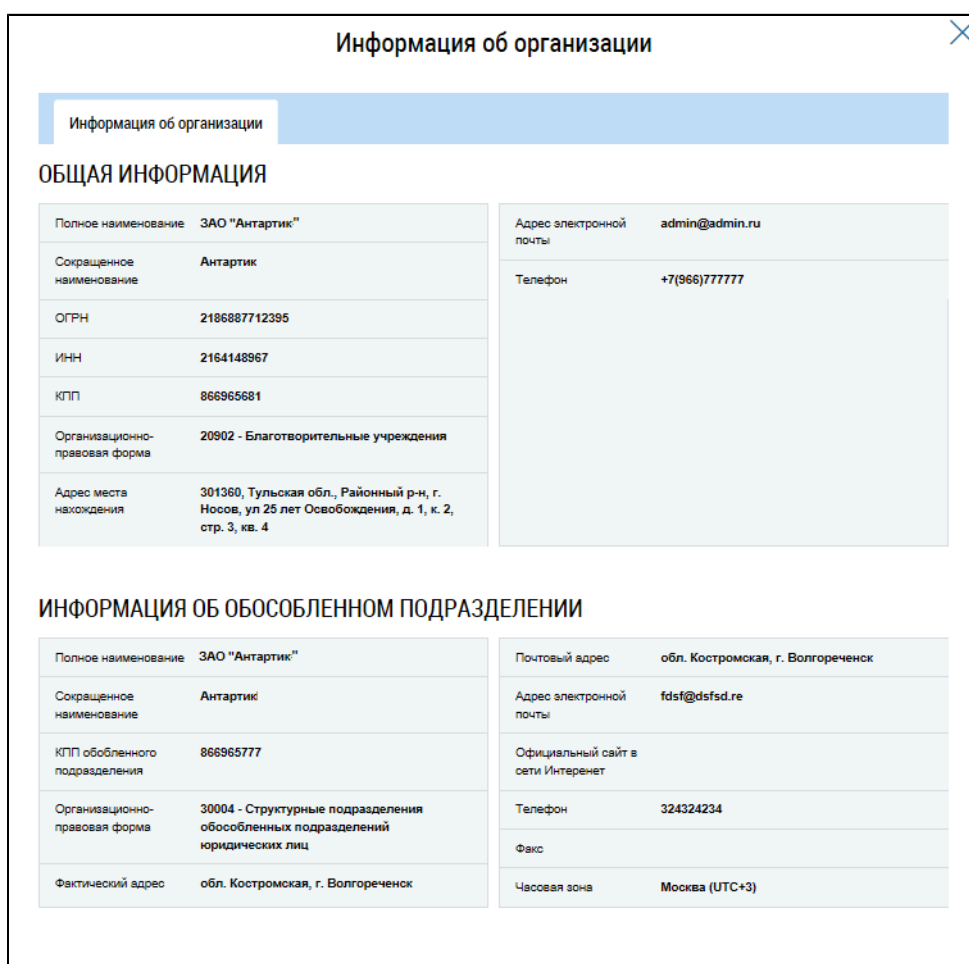 Информация об организации
Информация об организации
ОБЩАЯ ИНФОРМАЦИЯ
Полное наименование ЗАО "Антартик"
Сокращенное наименование Антартик
ОГРН 2186887712395
ИНН 2164148967
КПП 866965681
Организационно-
правовая форма 20902 - Благотворительные учреждения
Адрес места
нахождения
301360, Тульская обл., Районный р-н, г.
Носов, ул 25 лет Освобождения, д. 1, к. 2,
стр. 3, кв. 4
Адрес электронной
почты admin@admin.ru
Телефон +7(966)777777
ИНФОРМАЦИЯ ОБ ОБОСОБЛЕННОМ ПОДРАЗДЕЛЕНИИ
Полное наименование ЗАО "Антартик"
Сокращенное
наименование Антартик
КПП обобленного
подразделения 866965777
Организационно-
правовая форма
30004 - Структурные подразделения
обособленных подразделений
юридических лиц
Фактический адрес обл. Костромская, г. Волгореченск
Почтовый адрес обл. Костромская, г. Волгореченск
Адрес электронной
почты fdsf@dsfsd.re
Официальный сайт в
сети Интеренет
Телефон 324324234
Факс
Часовая зона Москва (UTC+3)